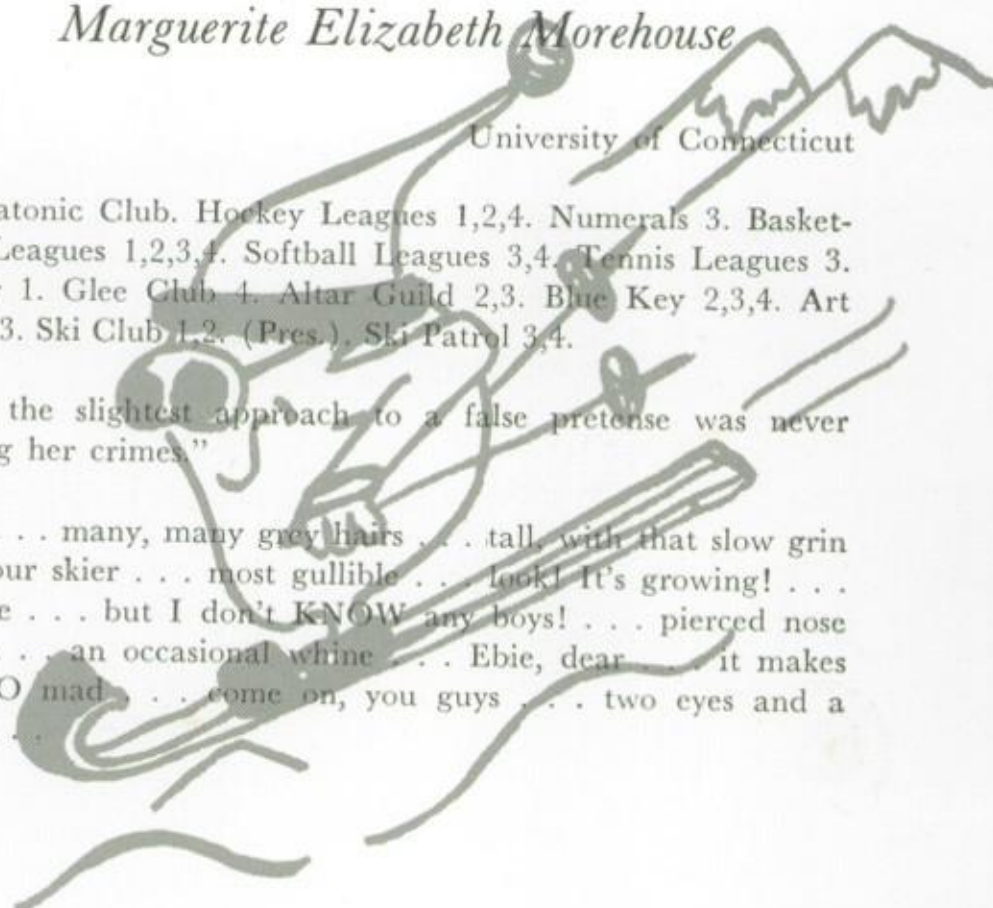 Marguerite Elizabeth Morehouse
University of Connecticut
atonic Club. Hockey Leagues 1,2,4. Numerals 3. Basket-
Leagues 1,2,3,4. Softball Leagues 3,4. Tennis Leagues 3.
1. Glee Club 4. Altar Guild 2,3. Blue Key 2,3,4. Art
3. Ski Club 1,2. (Pres.). Ski Patrol 3,4.
the slightest approach to a false pretense was never
g her crimes.”
. . many, many grey hairs . . . tall, with that slow grin
our skier . . . most gullible . . . look! It's growing! . . .
e . . . but I don't KNOW any boys! . . . pierced nose
. . . an occasional whine . . . Ebie, dear . . . it makes
O mad . . . come on, you guys . . . two eyes and a
. .